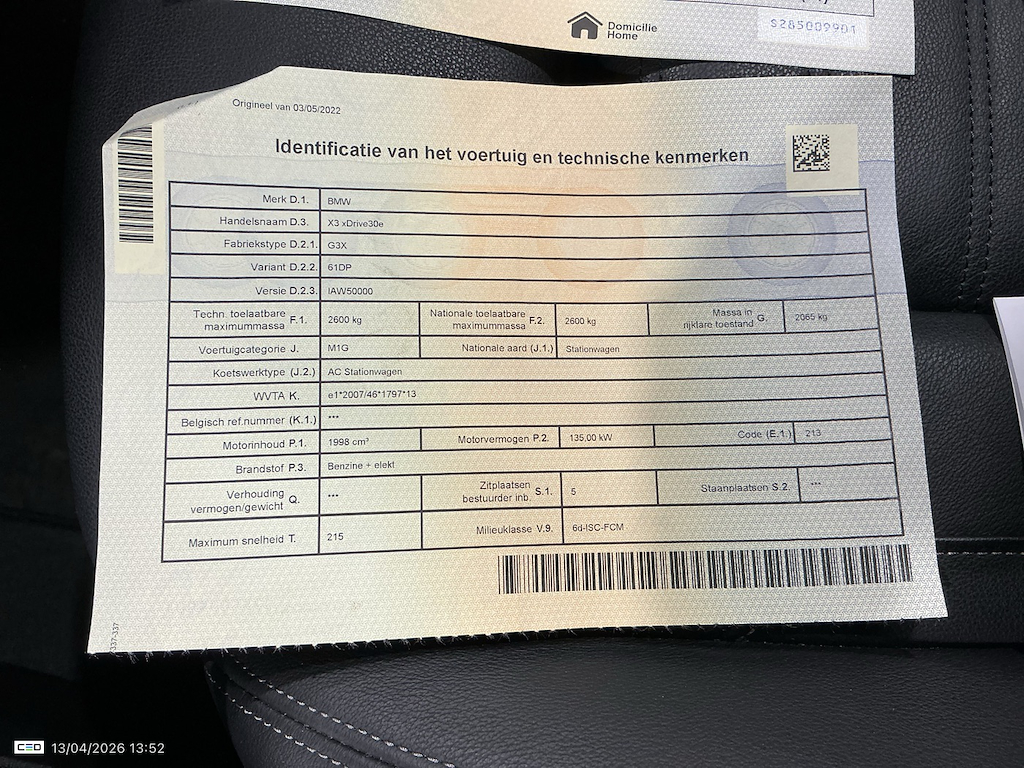 Domicilie
Home
S285009901
Origineel van 03/05/2022
Identificatie van het voertuig en technische kenmerken
Merk D.1. BMW
Handelsnaam D.3. X3 xDrive30e
Fabriekstype D.2.1. G3X
Variant D.2.2. 61DP
Versie D.2.3. IAW50000
Techn. toelaatbare maximummassa F.1. 2600 kg Nationale toelaatbare maximummassa F.2. 2600 kg Massa in rijklare toestand G. 2065 kg
Voertuigcategorie J. M1G Nationale aard (J.1.) Stationwagen
Koetswerktype (J.2.) AC Stationwagen
WVTA K. e1*2007/46*1797*13
Belgisch ref.nummer (K.1.) ***
Motorinhoud P.1. 1998 cm³ Motorvermogen P.2. 135,00 kW Code (E.1.) 213
Brandstof P.3. Benzine + elekt
Verhouding vermogen/gewicht Q. *** Zitplaatsen bestuurder inb. S.1. 5 Staanplaatsen S.2. ***
Maximum snelheid T. 215 Milieuklasse V.9. 6d-ISC-FCM
337-337
CEO 13/04/2026 13:52